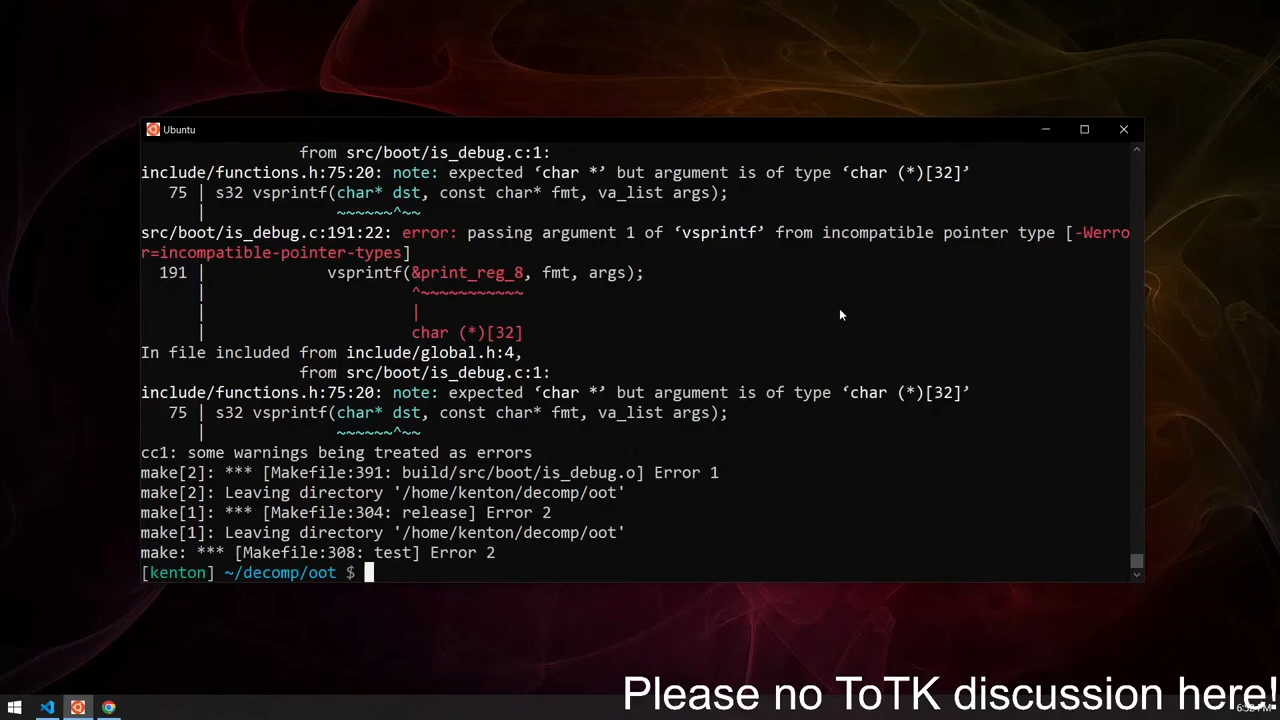 Ubuntu
from src/boot/is_debug.c:1:
include/functions.h:75:20: note: expected ‘char *’ but argument is of type ‘char (*)[32]’
75 | s32 vsprintf(char* dst, const char* fmt, va_list args);
| ~~~~~~^~~
src/boot/is_debug.c:191:22: error: passing argument 1 of ‘vsprintf’ from incompatible pointer type [-Werro
r=incompatible-pointer-types]
191 | vsprintf(&print_reg_8, fmt, args);
| ^~~~~~~~~~~~
| |
| char (*)[32]
In file included from include/global.h:4,
from src/boot/is_debug.c:1:
include/functions.h:75:20: note: expected ‘char *’ but argument is of type ‘char (*)[32]’
75 | s32 vsprintf(char* dst, const char* fmt, va_list args);
| ~~~~~~^~~
cc1: some warnings being treated as errors
make[2]: *** [Makefile:391: build/src/boot/is_debug.o] Error 1
make[2]: Leaving directory '/home/kenton/decomp/oot'
make[1]: *** [Makefile:304: release] Error 2
make[1]: Leaving directory '/home/kenton/decomp/oot'
make: *** [Makefile:308: test] Error 2
[kenton] ~/decomp/oot $
Please no ToTK discussion here!